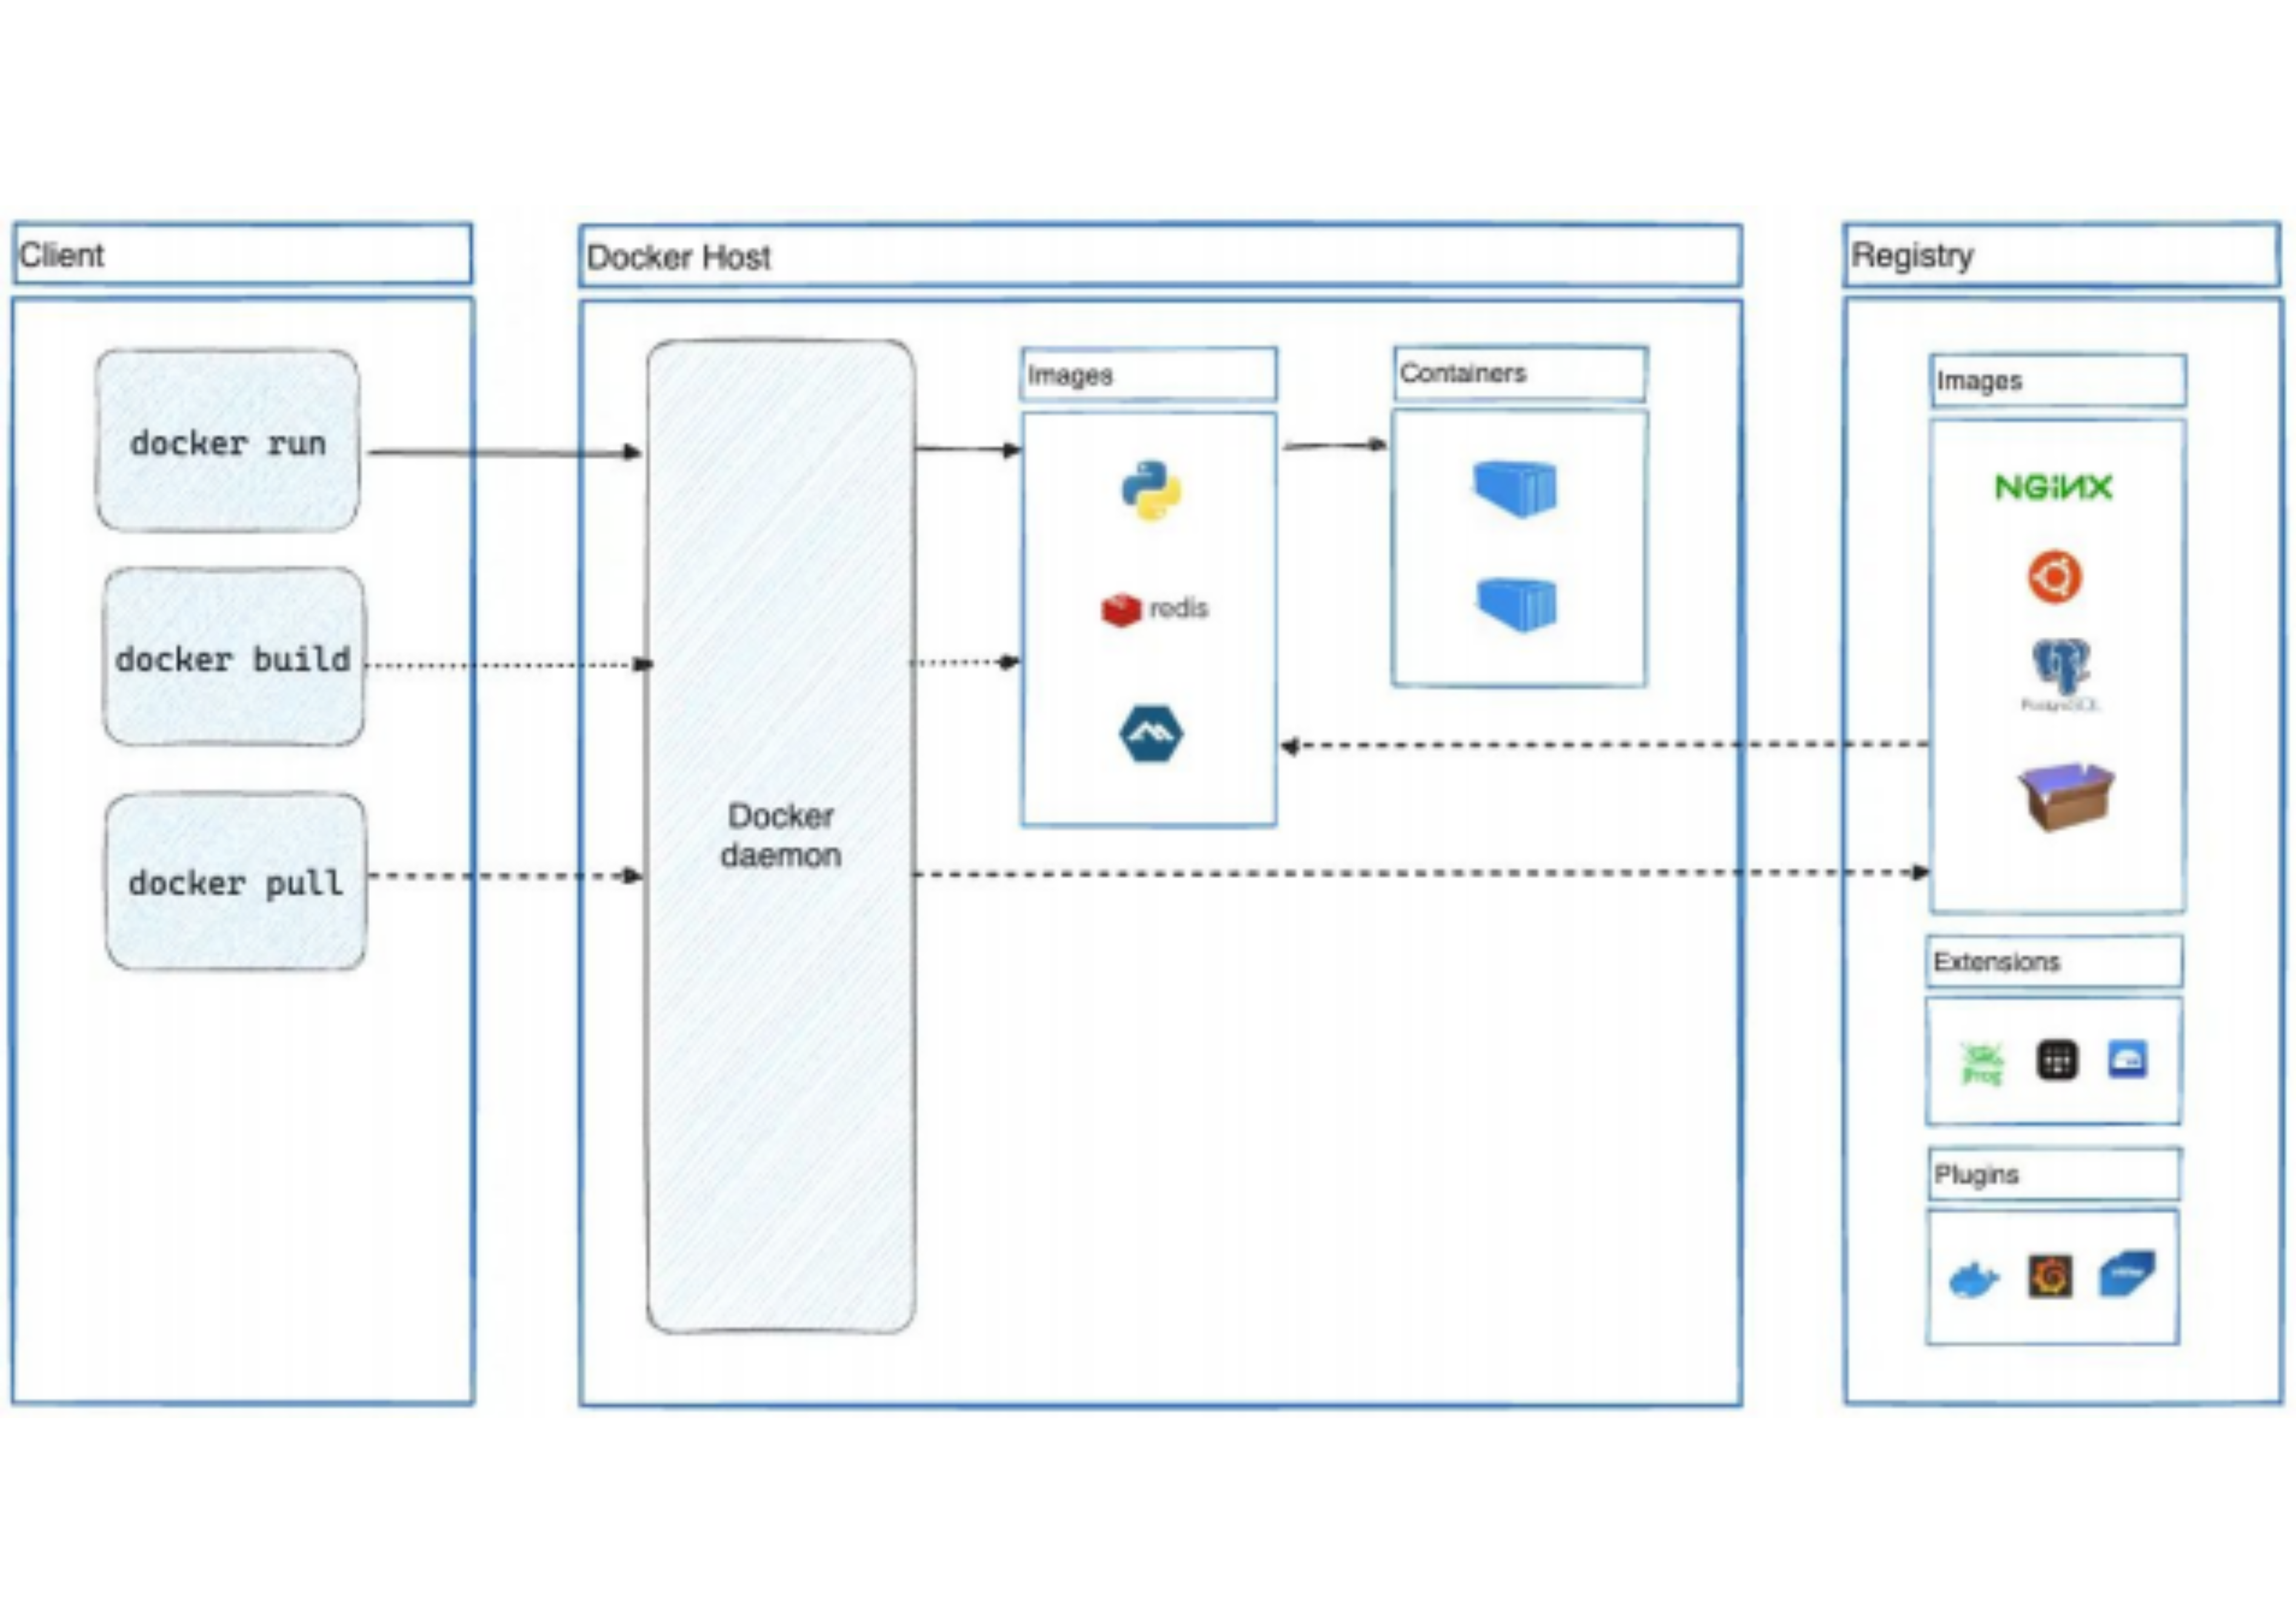 Client
docker run
docker build
docker pull
Docker Host
Docker
daemon
Images
redis
Containers
Registry
Images
NGiNX
PostgreSQL
Extensions
Frog
Plugins